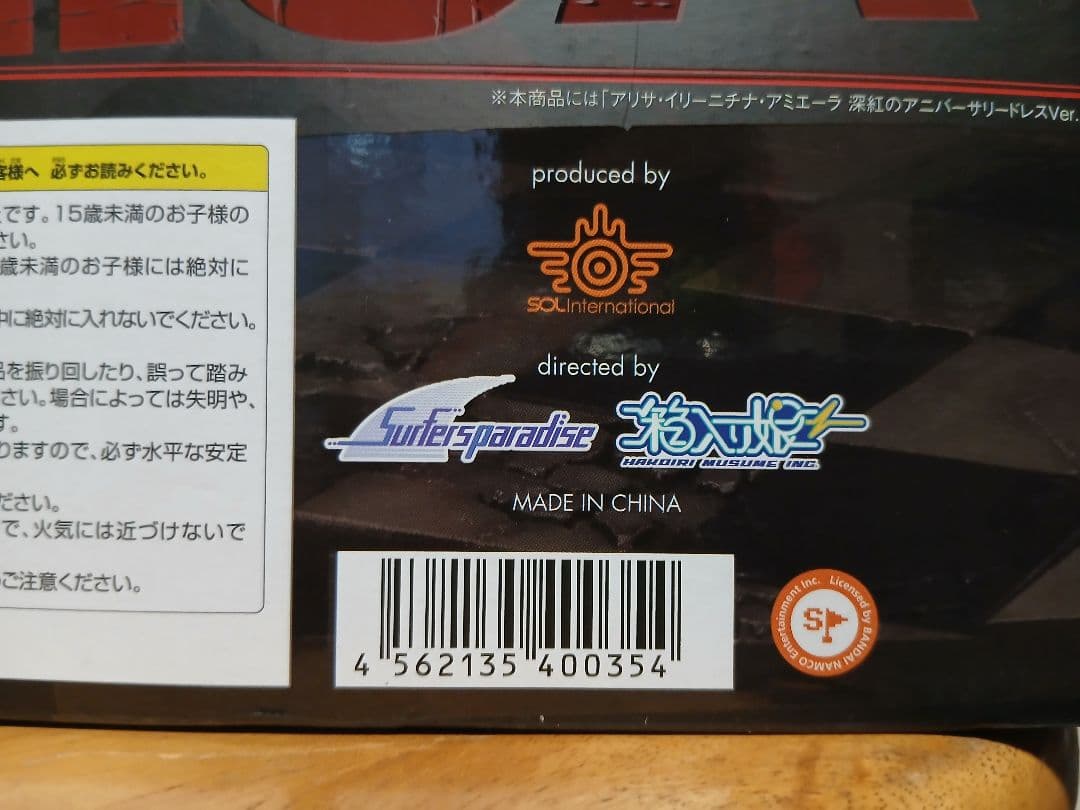 ※本商品には「アリサ・イリーニチナ・アミエーラ 深紅のアニバーサリードレスVer.
客様へ 必ずお読みください。
です。15歳未満のお子様の
さい。
歳未満のお子様には絶対に
中に絶対に入れないでください。
品を振り回したり、誤って踏み
さい。場合によっては失明や、
す。
りますので、必ず水平な安定
ださい。
で、火気には近づけないで
ご注意ください。
produced by
SOL International
directed by
Surfersparadise
箱入り娘
HAKOIRI MUSUME INC.
MADE IN CHINA
4 562135 400354
Licensed by BANDAI NAMCO Entertainment Inc.
SP